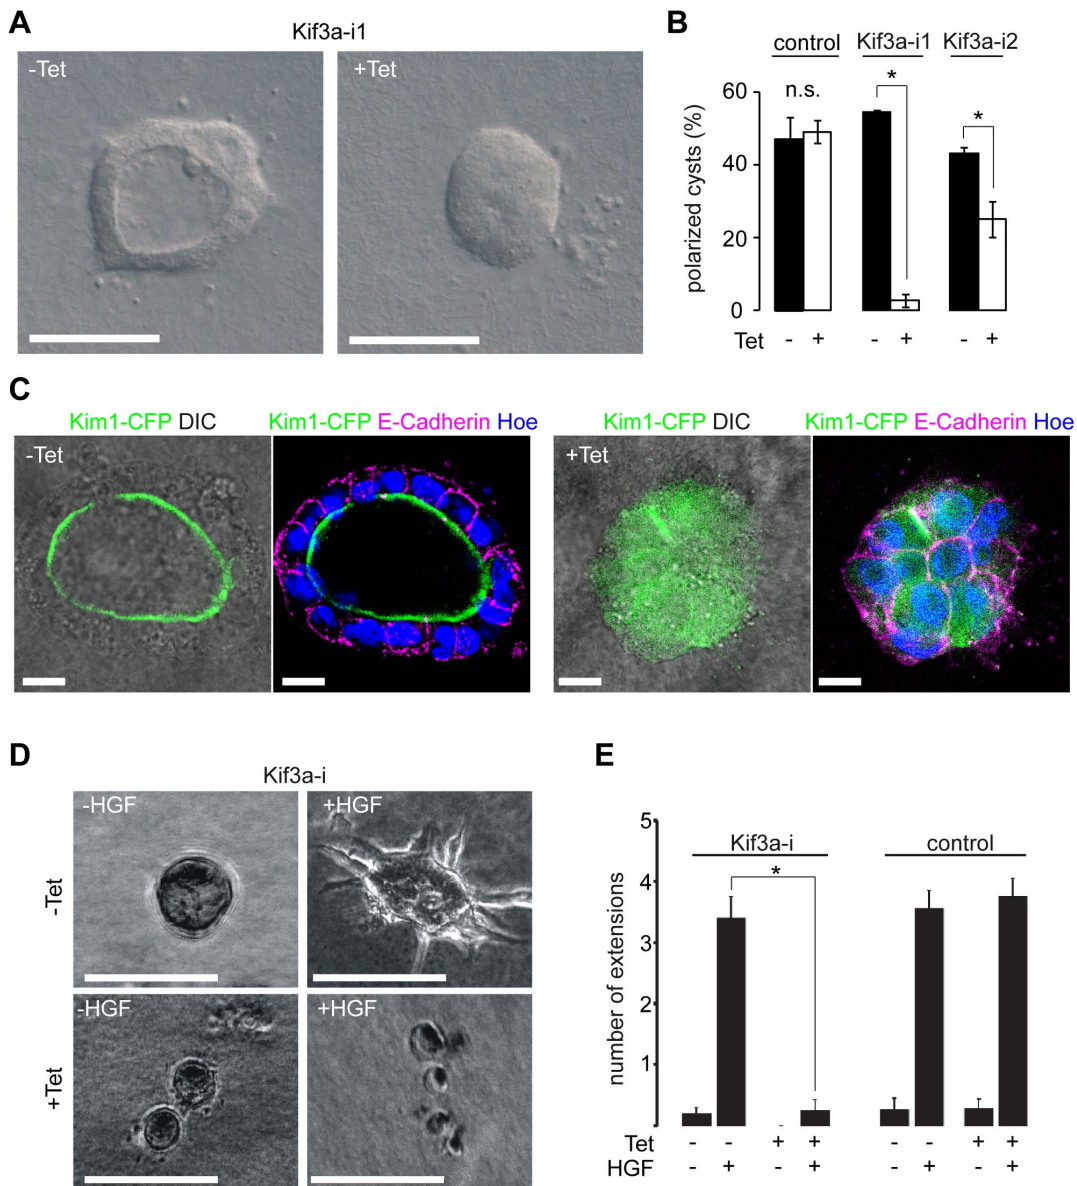 A
Kif3a-i1
-Tet
+Tet
B
control Kif3a-i1 Kif3a-i2
n.s. * *
polarized cysts (%)
60
40
20
0
Tet - + - + - +
C
Kim1-CFP DIC Kim1-CFP E-Cadherin Hoe Kim1-CFP DIC Kim1-CFP E-Cadherin Hoe
-Tet
+Tet
D
Kif3a-i
-HGF +HGF
-Tet
-HGF +HGF
+Tet
E
Kif3a-i control
*
number of extensions
5
4
3
2
1
Tet - - + + - - + +
HGF - + - + - + - +